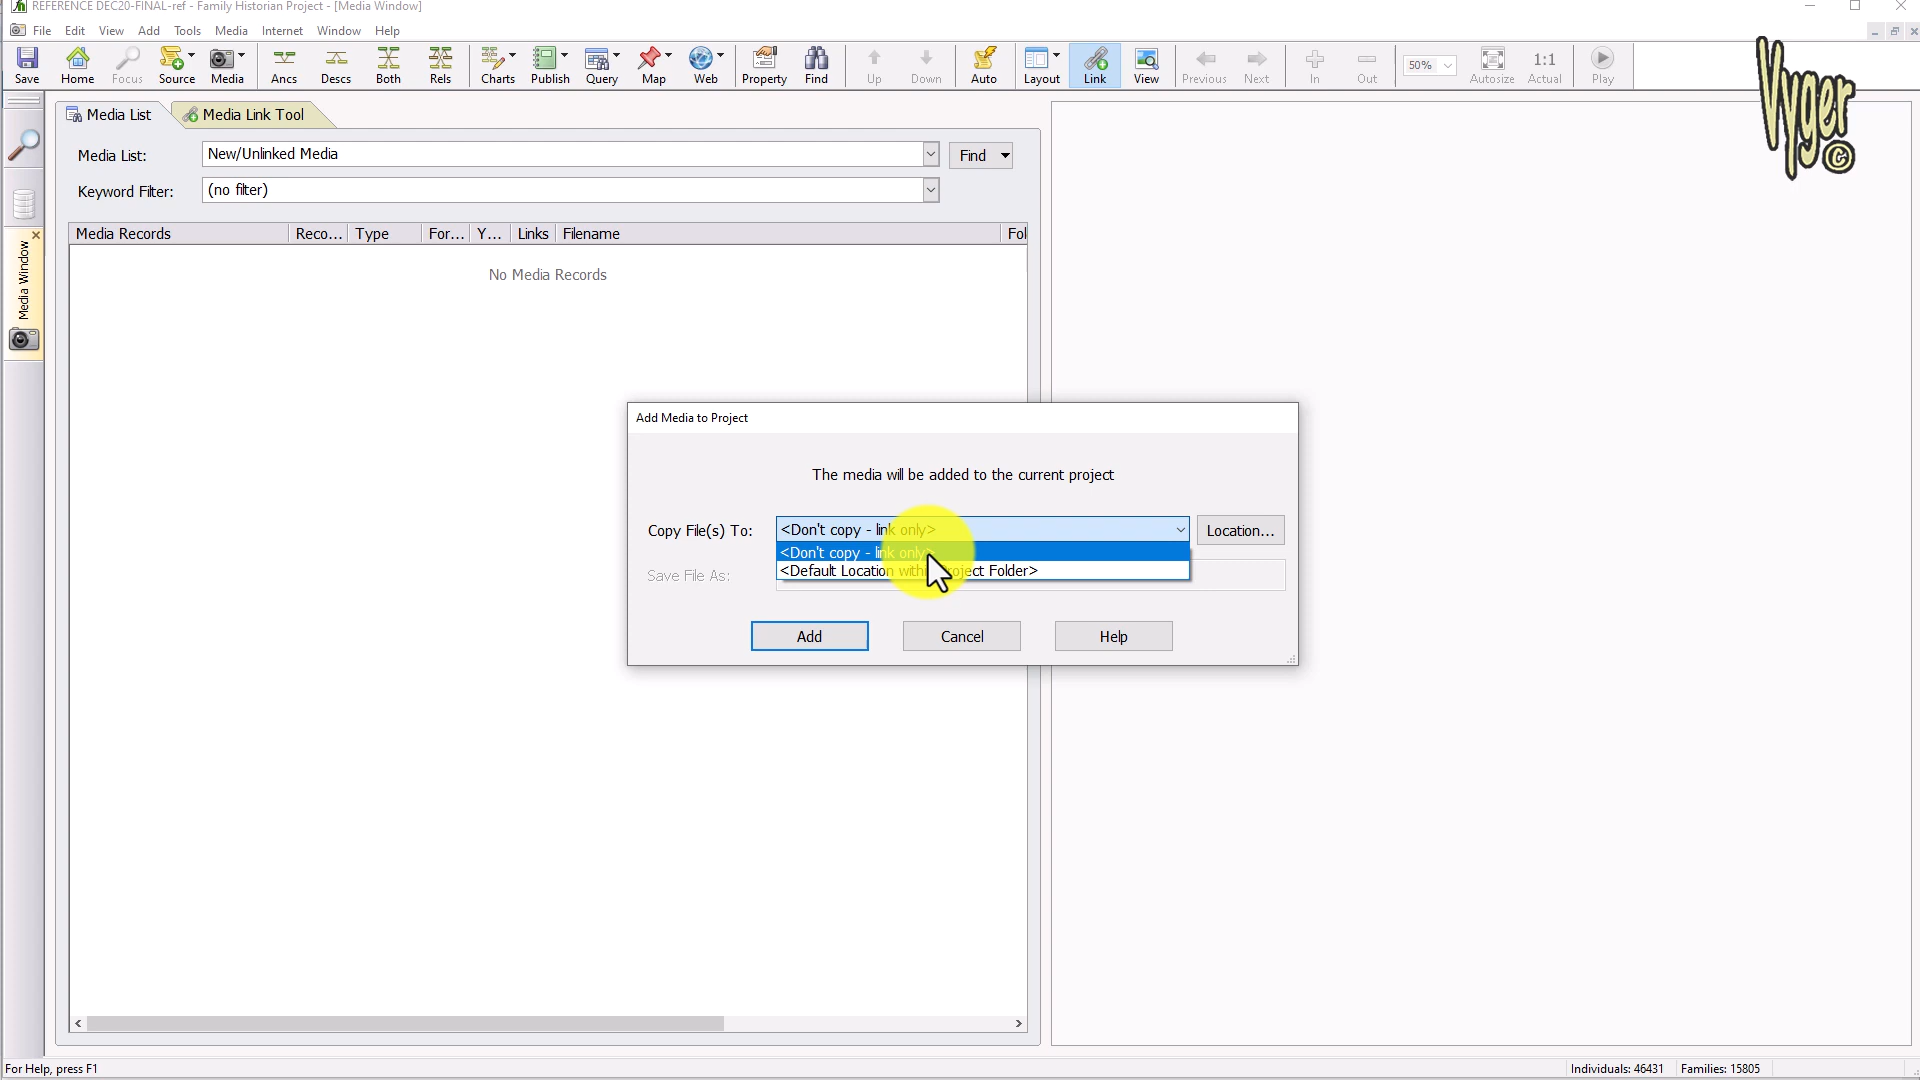 REFERENCE DEC20-FINAL-ref - Family Historian Project - [Media Window]
File Edit View Add Tools Media Internet Window Help
Save Home Focus Source Media Ancs Descs Both Rels Charts Publish Query Map Web Property Find Up Down Auto Layout Link View Previous Next In Out 50% Autosize 1:1 Actual Play
Vyger ©
Media List Media Link Tool
Media List: New/Unlinked Media Find
Keyword Filter: (no filter)
Media Records Reco... Type For... Y... Links Filename Fol
No Media Records
Media Window
Add Media to Project
The media will be added to the current project
Copy File(s) To: <Don't copy - link only> Location...
<Don't copy - link only>
<Default Location within Project Folder>
Save File As:
Add Cancel Help
For Help, press F1 Individuals: 46431 Families: 15805